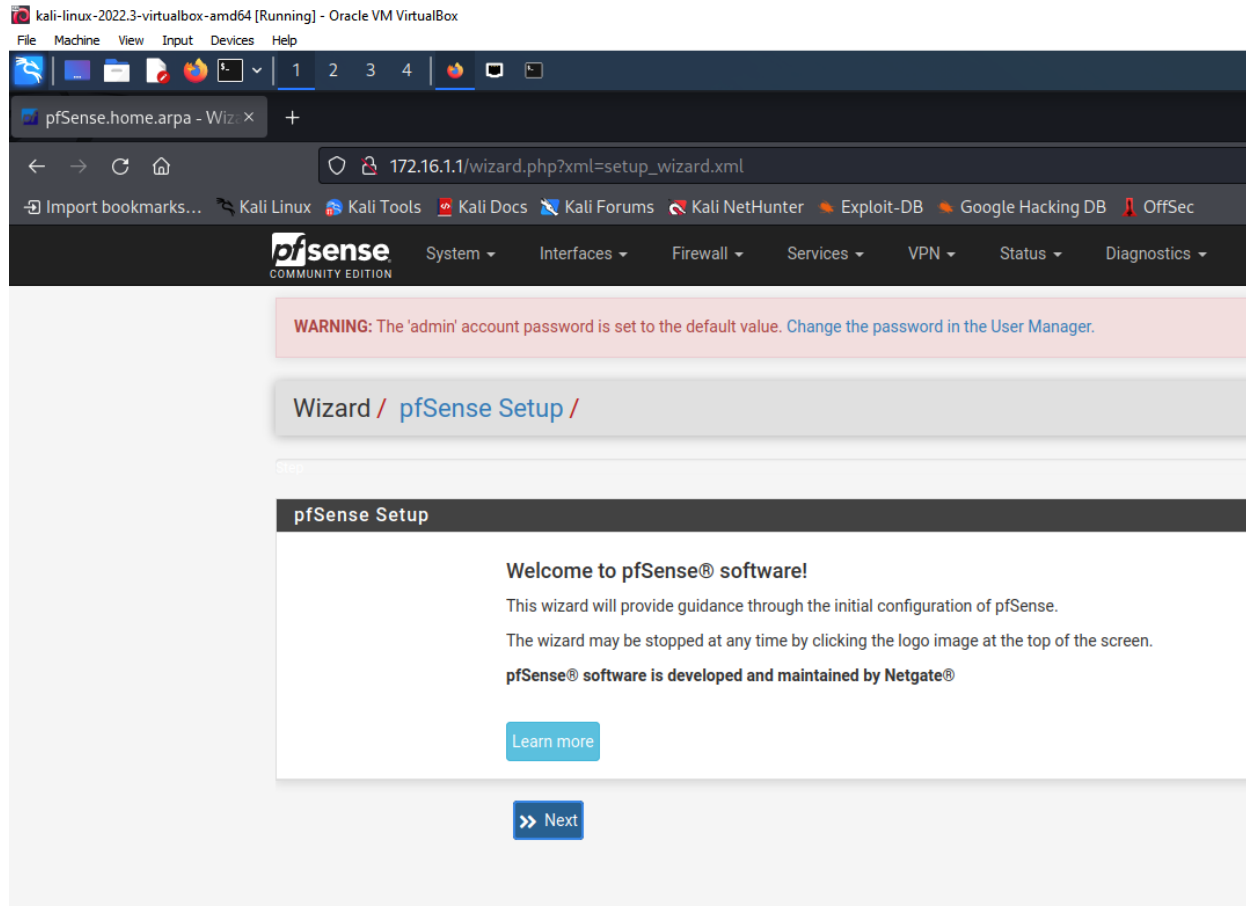 kali-linux-2022.3-virtualbox-amd64 [Running] - Oracle VM VirtualBox
File Machine View Input Devices Help
1 2 3 4
pfSense.home.arpa - Wiz
172.16.1.1/wizard.php?xml=setup_wizard.xml
Import bookmarks... Kali Linux Kali Tools Kali Docs Kali Forums Kali NetHunter Exploit-DB Google Hacking DB OffSec
pfsense System Interfaces Firewall Services VPN Status Diagnostics
COMMUNITY EDITION
WARNING: The 'admin' account password is set to the default value. Change the password in the User Manager.
Wizard / pfSense Setup /
Step
pfSense Setup
Welcome to pfSense® software!
This wizard will provide guidance through the initial configuration of pfSense.
The wizard may be stopped at any time by clicking the logo image at the top of the screen.
pfSense® software is developed and maintained by Netgate®
Learn more
Next